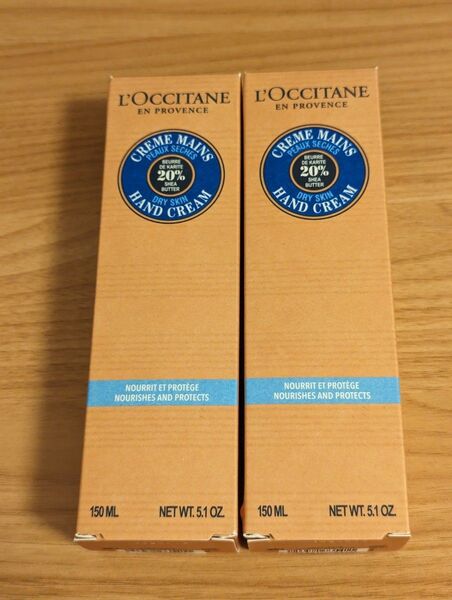 L'OCCITANE
EN PROVENCE
CREME MAINS
PEAUX SECHES
BEURRE
DE KARITE
20%
SHEA
BUTTER
DRY SKIN
HAND CREAM
NOURRIT ET PROTÈGE
NOURISHES AND PROTECTS
150 ML NET WT. 5.1 OZ.
L'OCCITANE
EN PROVENCE
CREME MAINS
PEAUX SECHES
BEURRE
DE KARITE
20%
SHEA
BUTTER
DRY SKIN
HAND CREAM
NOURRIT ET PROTÈGE
NOURISHES AND PROTECTS
150 ML NET WT. 5.1 OZ.